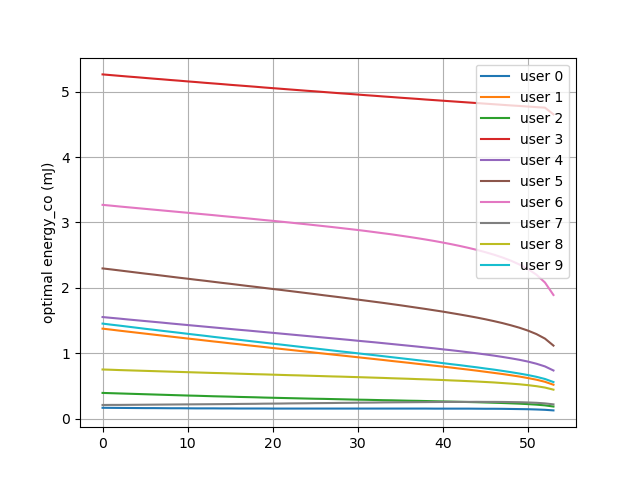 optimal energy_co (mJ)
5
4
3
2
1
0
0
10
20
30
40
50
user 0
user 1
user 2
user 3
user 4
user 5
user 6
user 7
user 8
user 9